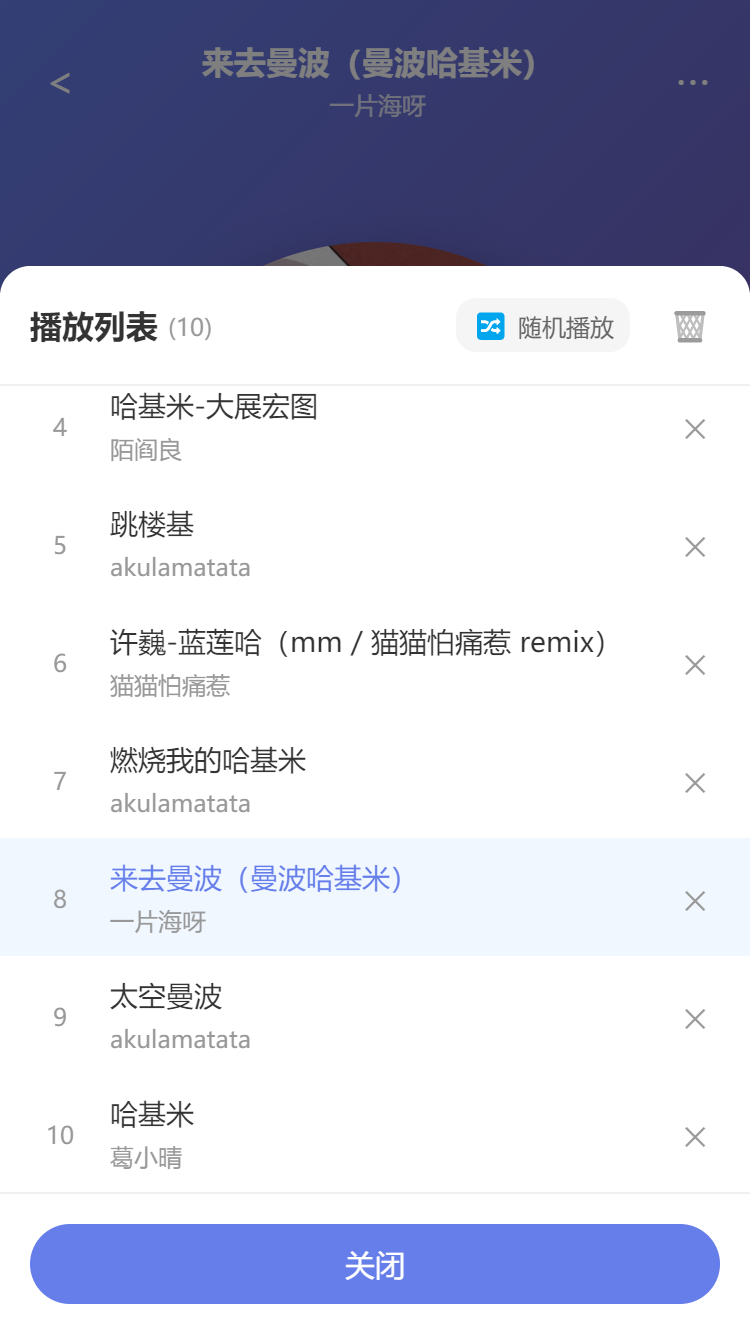 <
来去曼波（曼波哈基米）
...
一片海呀
播放列表 (10)
随机播放
4
哈基米-大展宏图
陌阎良
5
跳楼基
akulamatata
6
许巍-蓝莲哈（mm / 猫猫怕痛惹 remix）
猫猫怕痛惹
7
燃烧我的哈基米
akulamatata
8
来去曼波（曼波哈基米）
一片海呀
9
太空曼波
akulamatata
10
哈基米
葛小晴
关闭